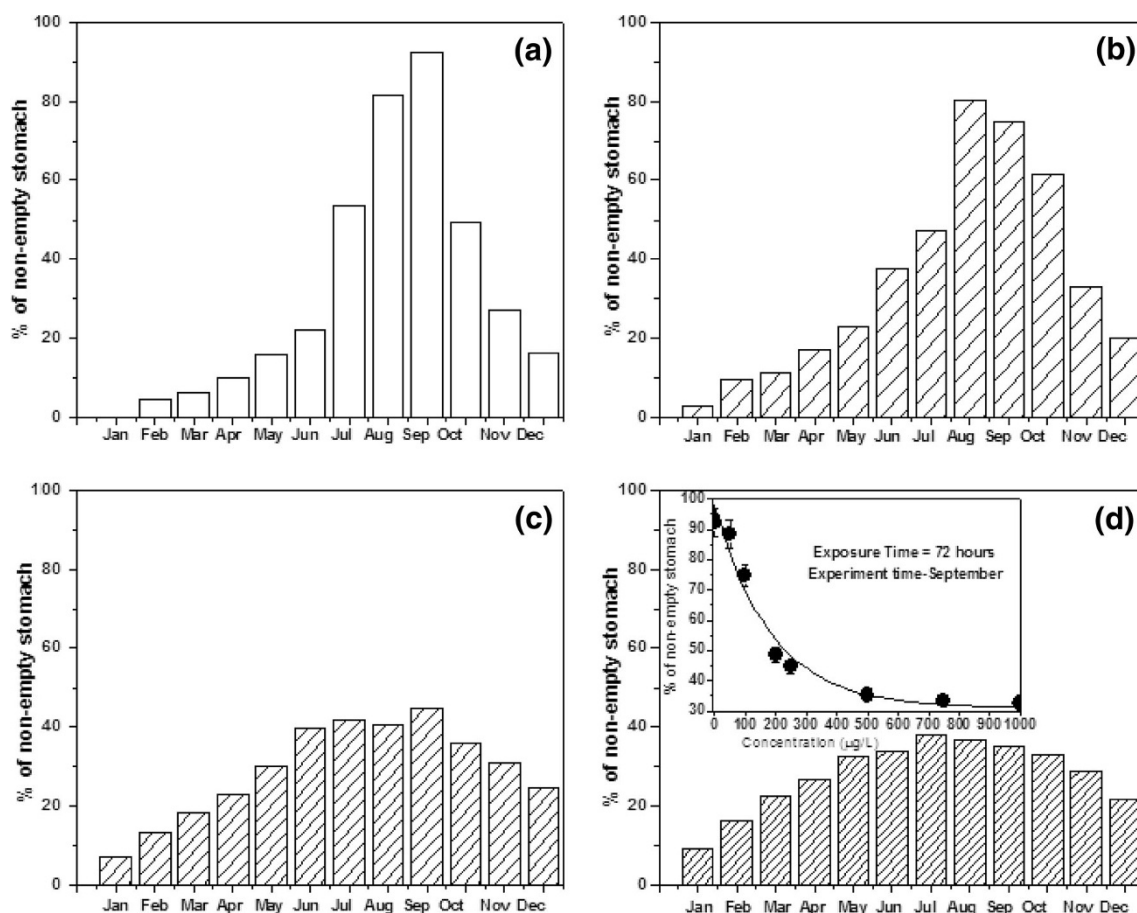 100
(a)
80
60
40
20
0
% of non-empty stomach
Jan Feb Mar Apr May Jun Jul Aug Sep Oct Nov Dec
100
(b)
80
60
40
20
0
% of non-empty stomach
Jan Feb Mar Apr May Jun Jul Aug Sep Oct Nov Dec
100
(c)
80
60
40
20
0
% of non-empty stomach
Jan Feb Mar Apr May Jun Jul Aug Sep Oct Nov Dec
100
(d)
80
60
40
20
0
% of non-empty stomach
100
90
80
70
60
50
40
30
% of non-empty stomach
Exposure Time = 72 hours
Experiment time-September
0 100 200 300 400 500 600 700 800 900 1000
Concentration (µg/L)
Jan Feb Mar Apr May Jun Jul Aug Sep Oct Nov Dec